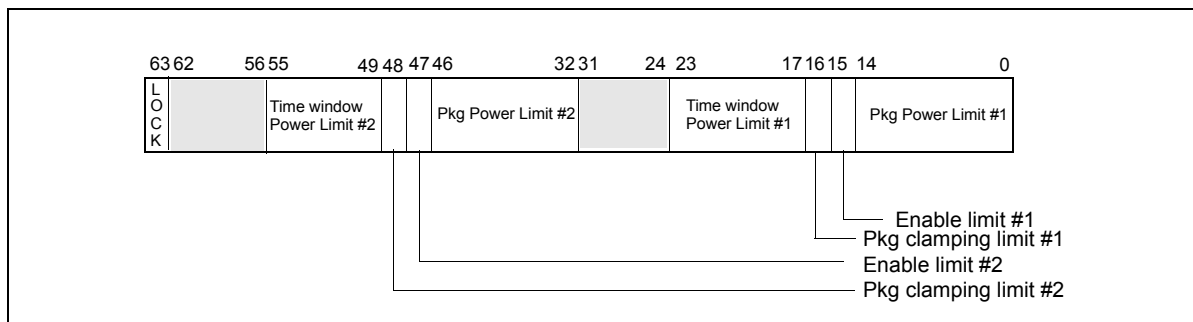 63 62 56 55 49 48 47 46 32 31 24 23 17 16 15 14 0
L
O
C
K
Time window
Power Limit #2
Pkg Power Limit #2
Time window
Power Limit #1
Pkg Power Limit #1
Enable limit #1
Pkg clamping limit #1
Enable limit #2
Pkg clamping limit #2